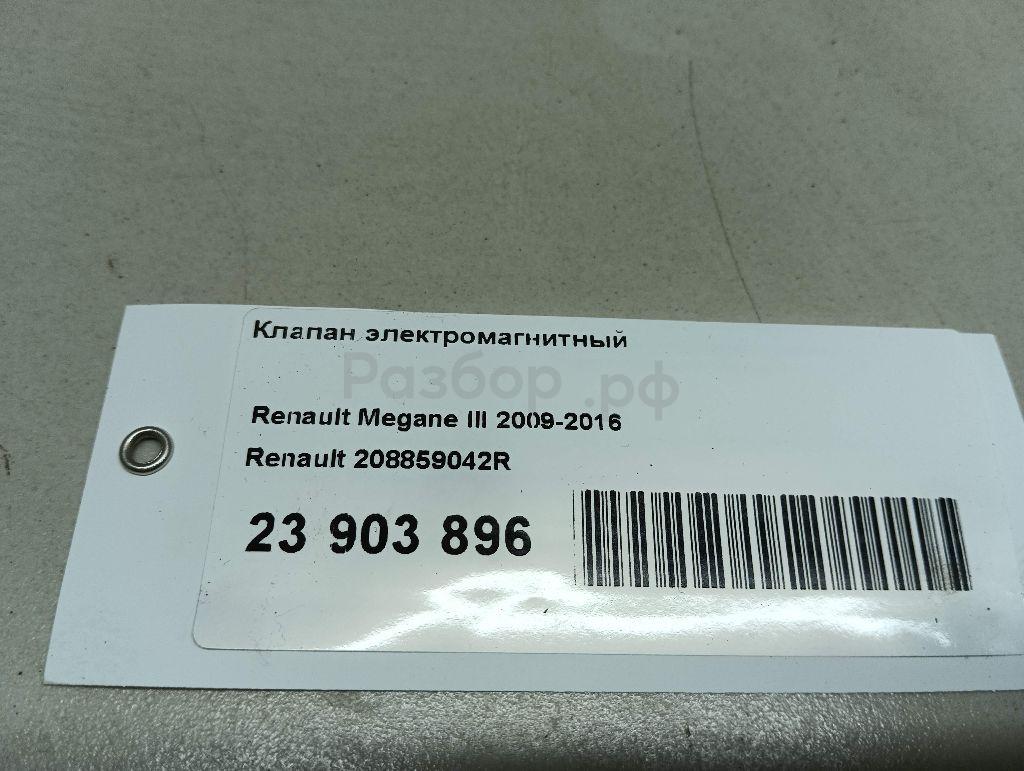 Клапан электромагнитный
Разбор.рф
Renault Megane III 2009-2016
Renault 208859042R
23 903 896